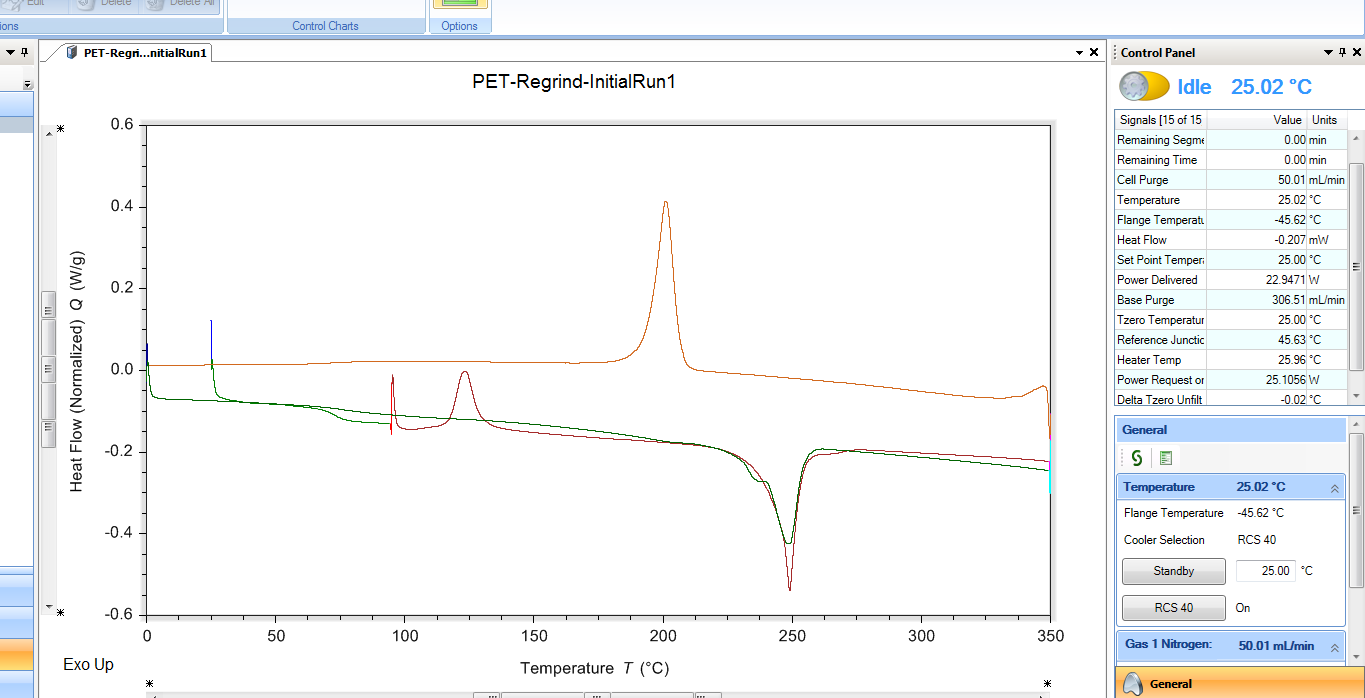 Edit
Delete
Delete All
ions
Control Charts
Options
PET-Regri...nitialRun1
PET-Regrind-InitialRun1
0.6
0.4
0.2
0.0
-0.2
-0.4
-0.6
Heat Flow (Normalized) Q (W/g)
0 50 100 150 200 250 300 350
Exo Up
Temperature T (°C)
Control Panel
Idle 25.02 °C
Signals [15 of 15 Value Units
Remaining Segme 0.00 min
Remaining Time 0.00 min
Cell Purge 50.01 mL/min
Temperature 25.02 °C
Flange Temperatu -45.62 °C
Heat Flow -0.207 mW
Set Point Temper 25.00 °C
Power Delivered 22.9471 W
Base Purge 306.51 mL/min
Tzero Temperatur 25.00 °C
Reference Junctic 45.63 °C
Heater Temp 25.96 °C
Power Request or 25.1056 W
Delta Tzero Unfilt -0.02 °C
General
Temperature 25.02 °C
Flange Temperature -45.62 °C
Cooler Selection RCS 40
Standby 25.00 °C
RCS 40 On
Gas 1 Nitrogen: 50.01 mL/min
General